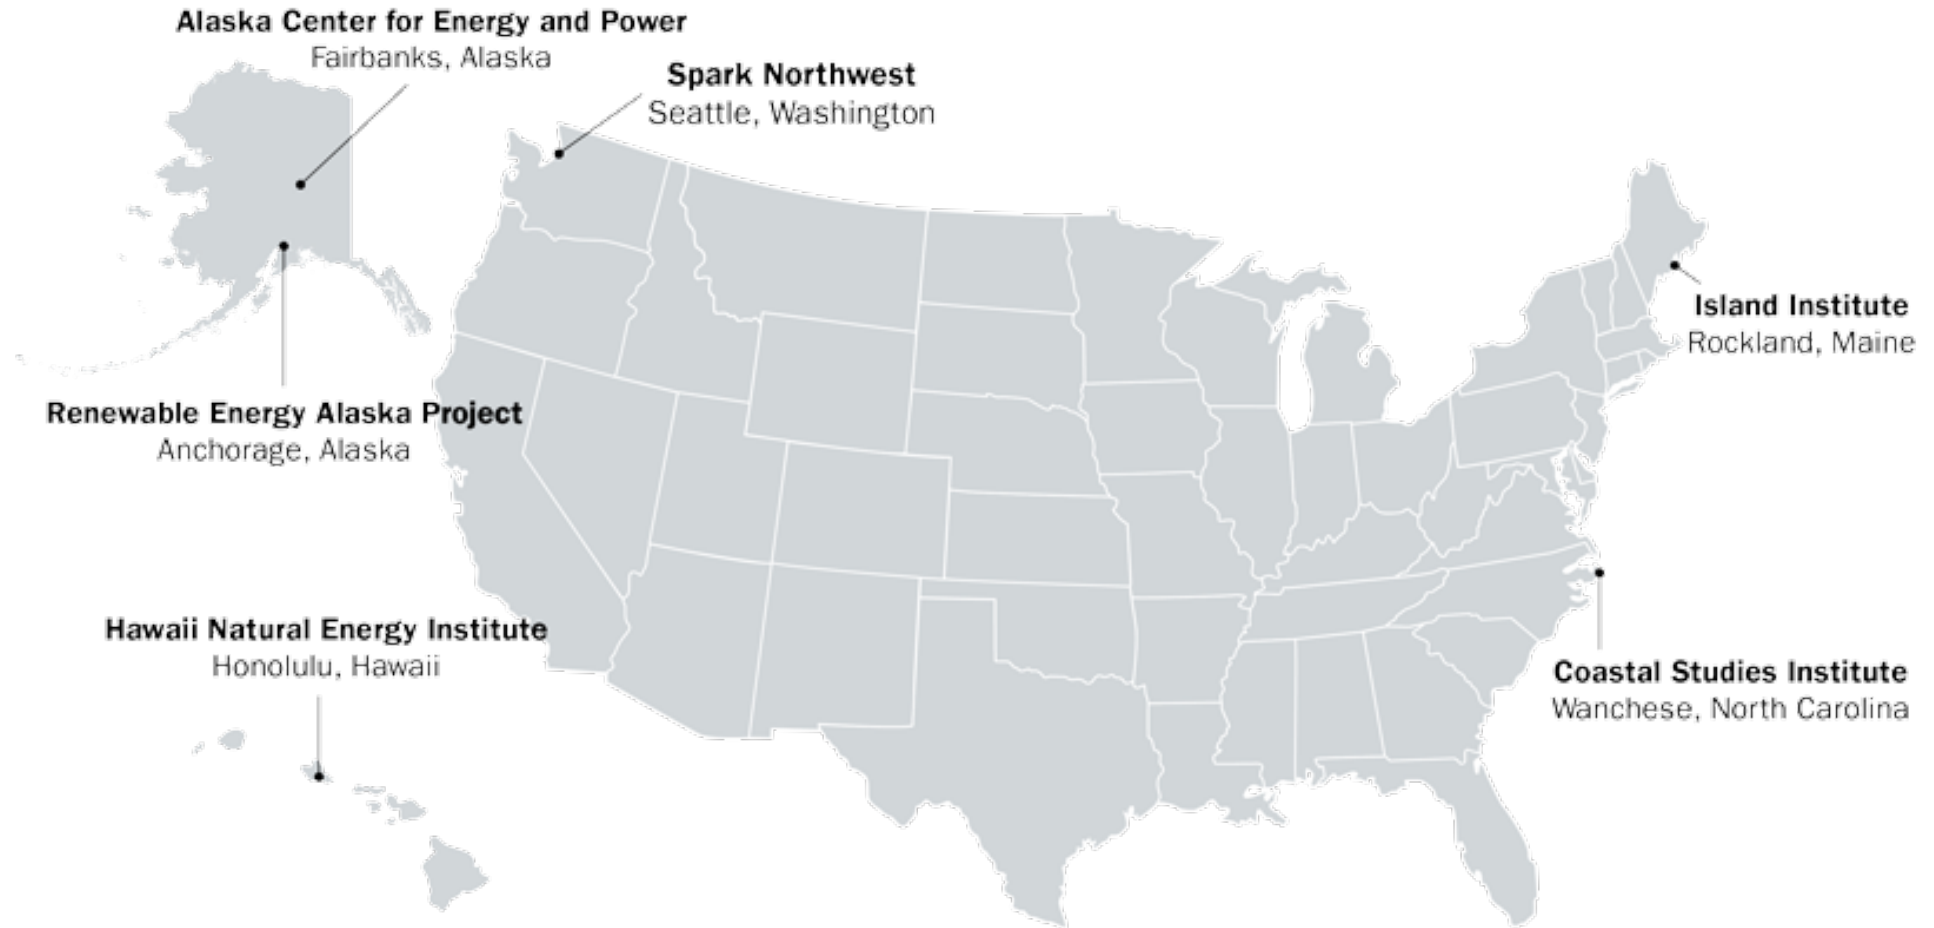 Alaska Center for Energy and Power
Fairbanks, Alaska
Spark Northwest
Seattle, Washington
Island Institute
Rockland, Maine
Renewable Energy Alaska Project
Anchorage, Alaska
Hawaii Natural Energy Institute
Honolulu, Hawaii
Coastal Studies Institute
Wanchese, North Carolina